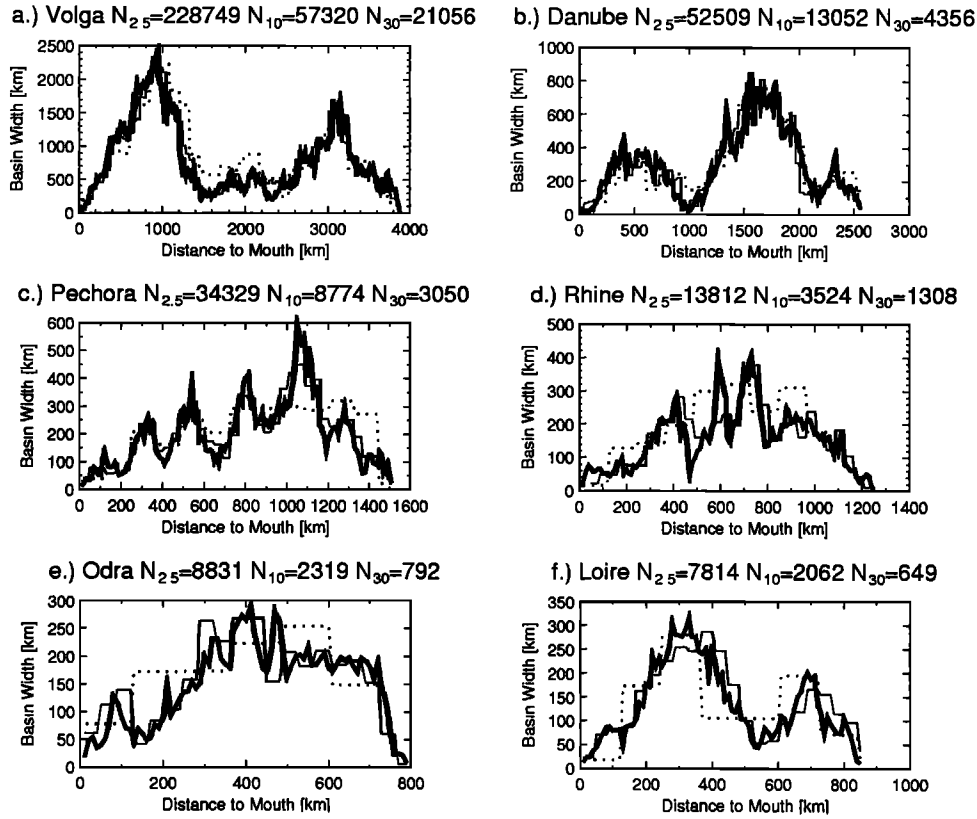 a.) Volga N2 5=228749 N10=57320 N30=21056
Basin Width [km]
2500
2000
1500
1000
500
0
0 1000 2000 3000 4000
Distance to Mouth [km]
b.) Danube N2 5=52509 N10=13052 N30=4356
Basin Width [km]
1000
800
600
400
200
0
0 500 1000 1500 2000 2500 3000
Distance to Mouth [km]
c.) Pechora N2.5=34329 N10=8774 N30=3050
Basin Width [km]
600
500
400
300
200
100
0
0 200 400 600 800 1000 1200 1400 1600
Distance to Mouth [km]
d.) Rhine N2 5=13812 N10=3524 N30=1308
Basin Width [km]
500
400
300
200
100
0
0 200 400 600 800 1000 1200 1400
Distance to Mouth [km]
e.) Odra N2 5=8831 N10=2319 N30=792
Basin Width [km]
300
250
200
150
100
50
0
0 200 400 600 800
Distance to Mouth [km]
f.) Loire N2 5=7814 N10=2062 N30=649
Basin Width [km]
350
300
250
200
150
100
50
0
0 200 400 600 800 1000
Distance to Mouth [km]